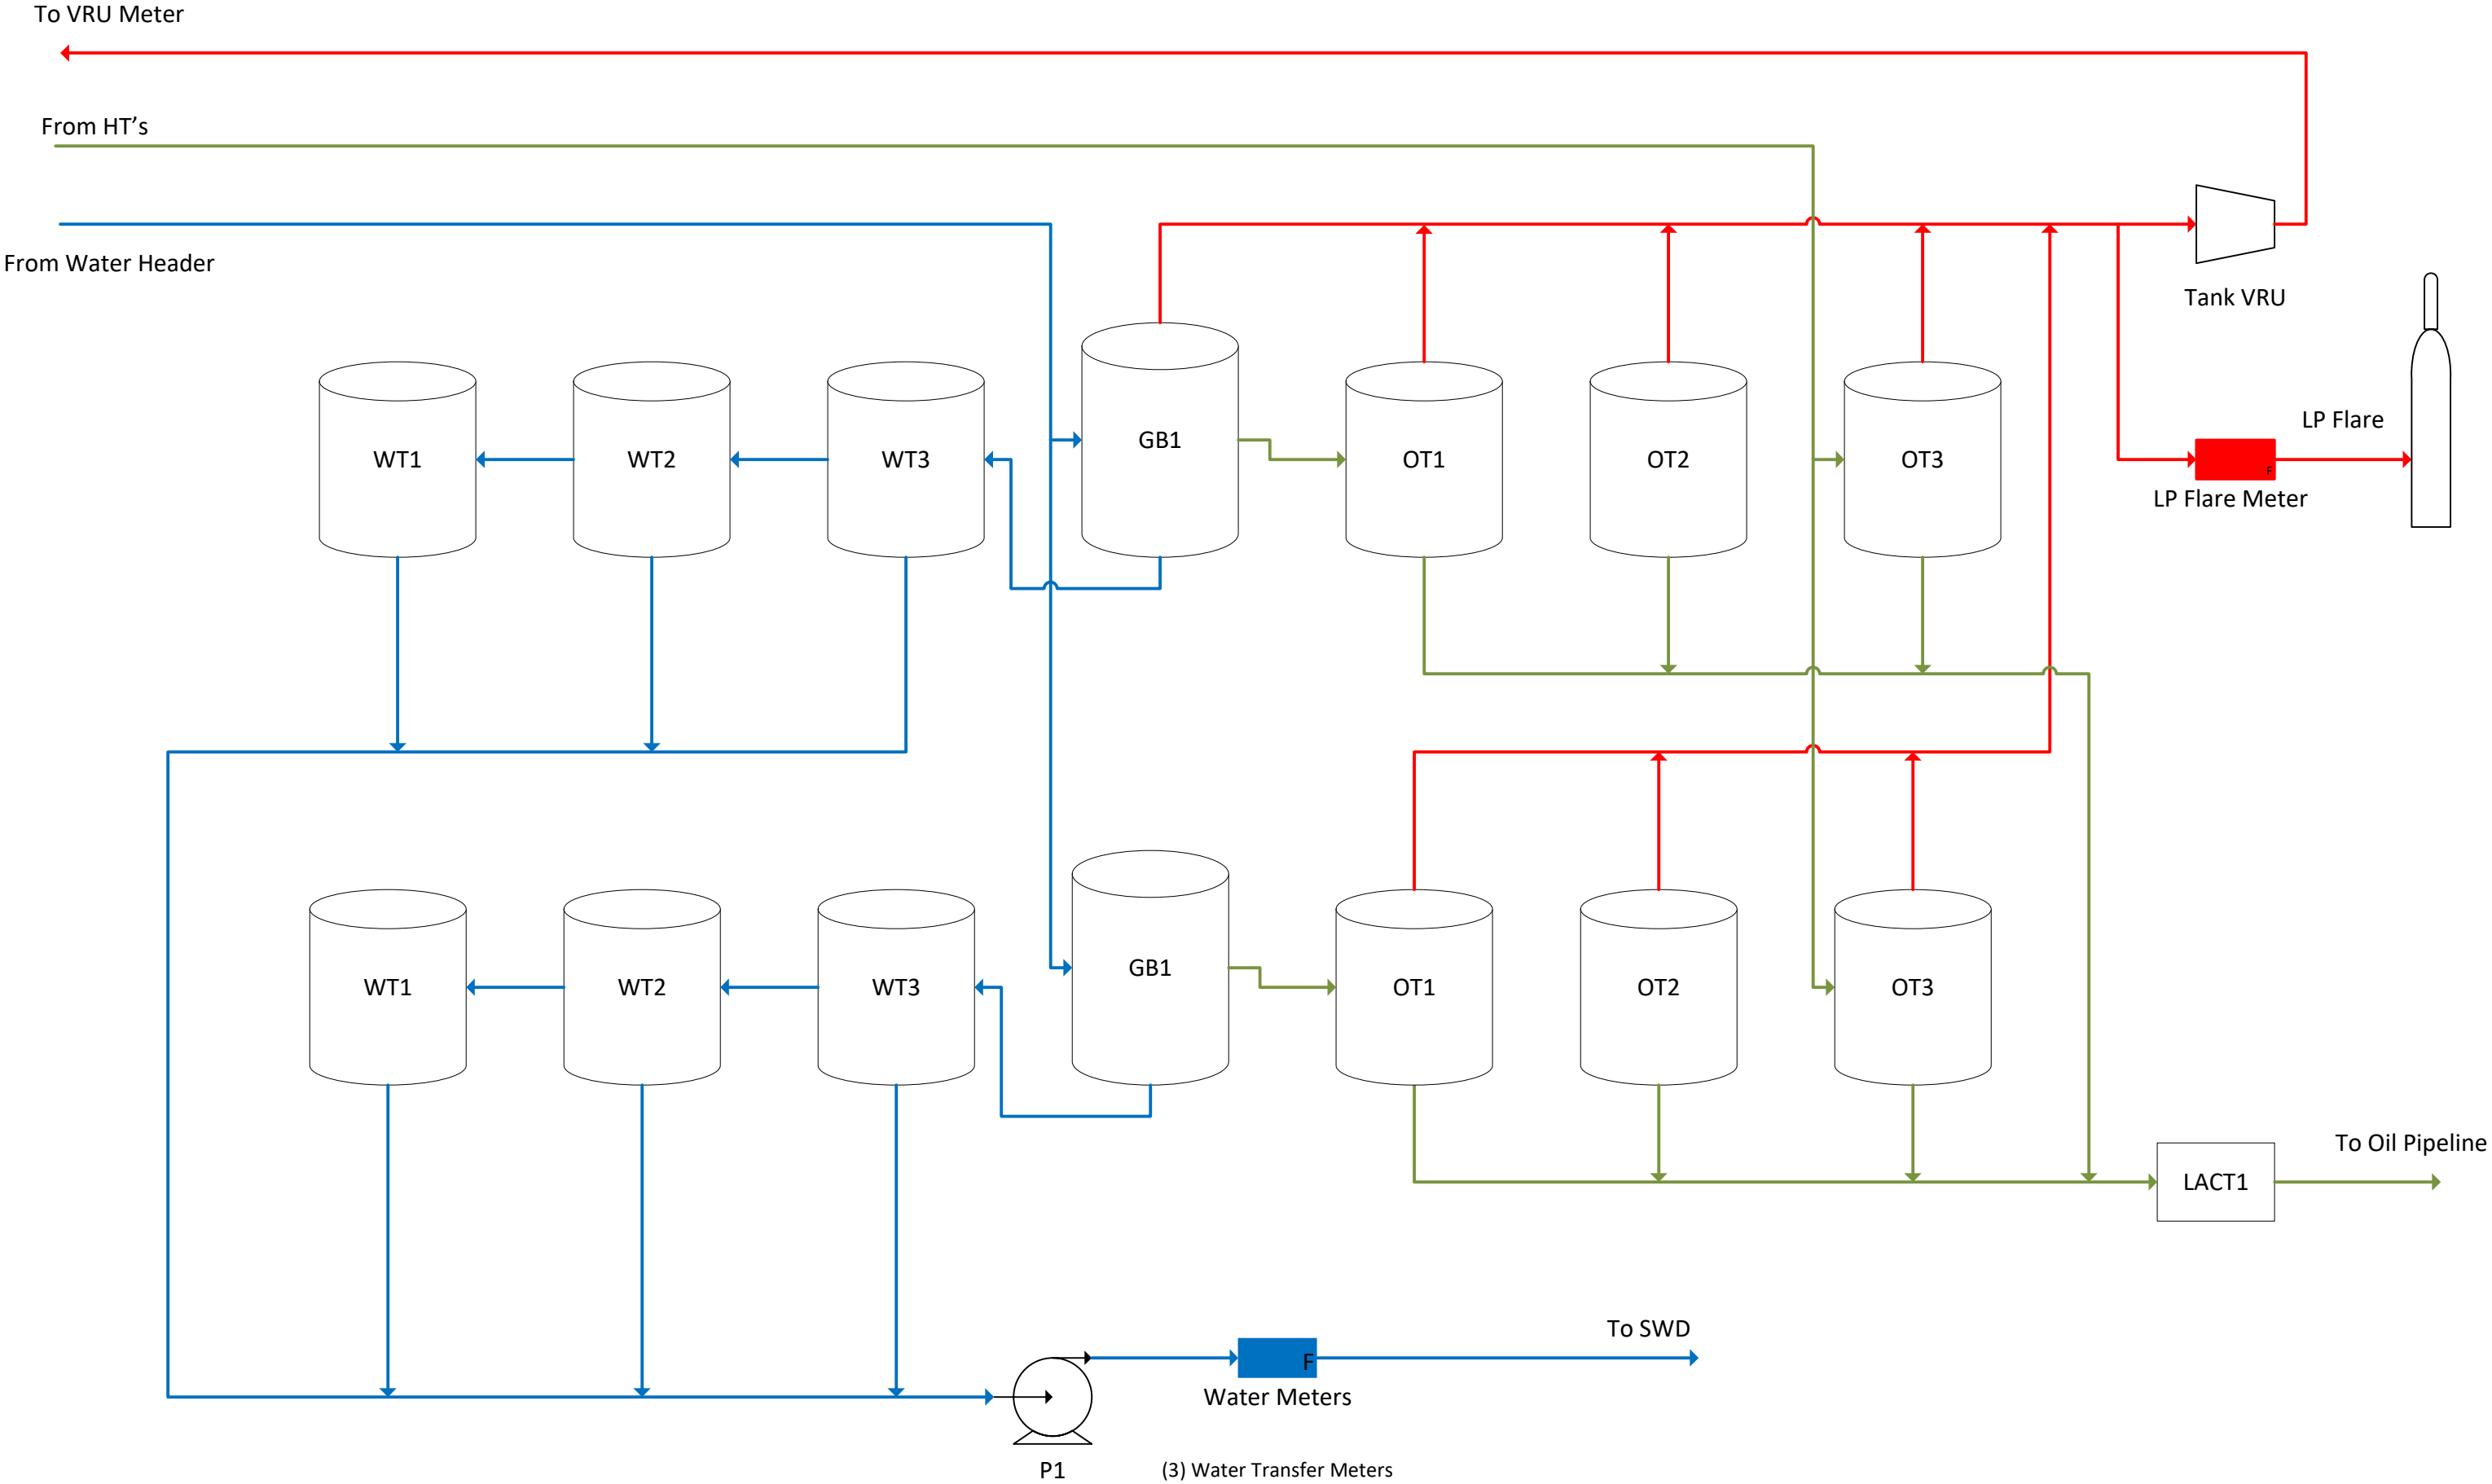 To VRU Meter
From HT’s
From Water Header
Tank VRU
LP Flare
GB1
WT1
WT2
WT3
OT1
OT2
OT3
F
LP Flare Meter
GB1
WT1
WT2
WT3
OT1
OT2
OT3
To Oil Pipeline
LACT1
To SWD
F
Water Meters
P1
(3) Water Transfer Meters